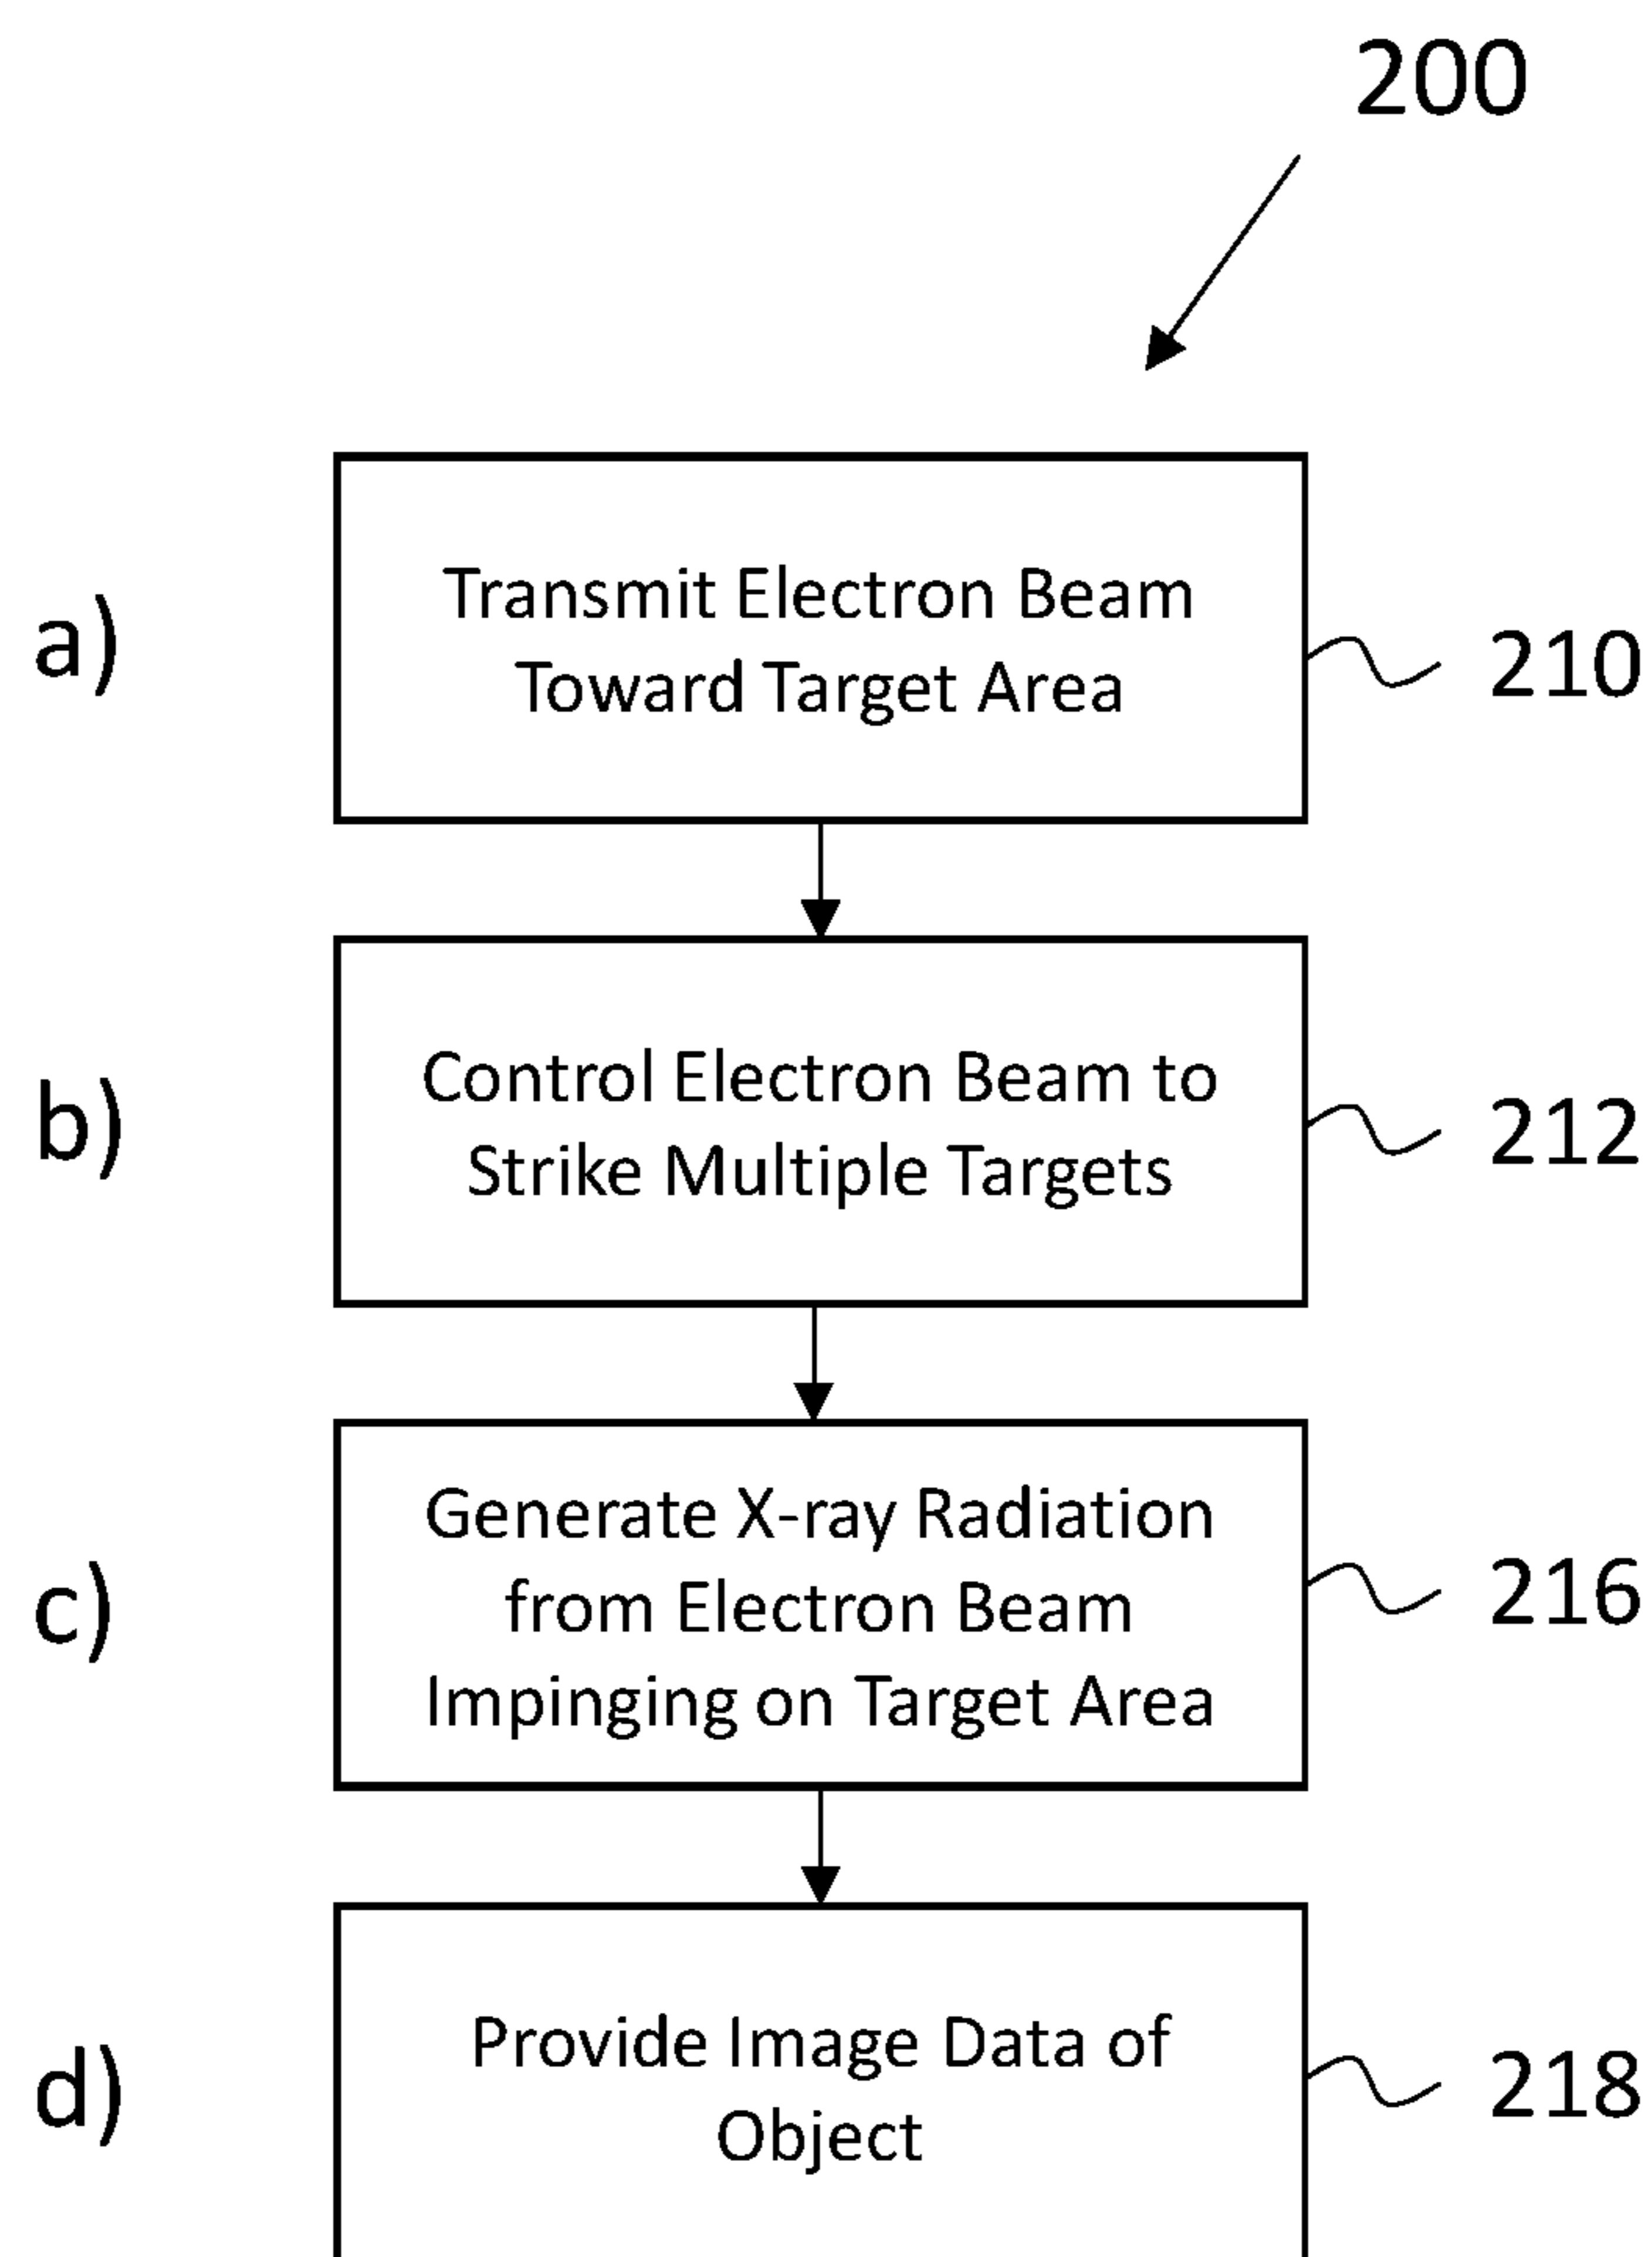 200
a)
Transmit Electron Beam
Toward Target Area
210
b)
Control Electron Beam to
Strike Multiple Targets
212
c)
Generate X-ray Radiation
from Electron Beam
Impinging on Target Area
216
d)
Provide Image Data of
Object
218